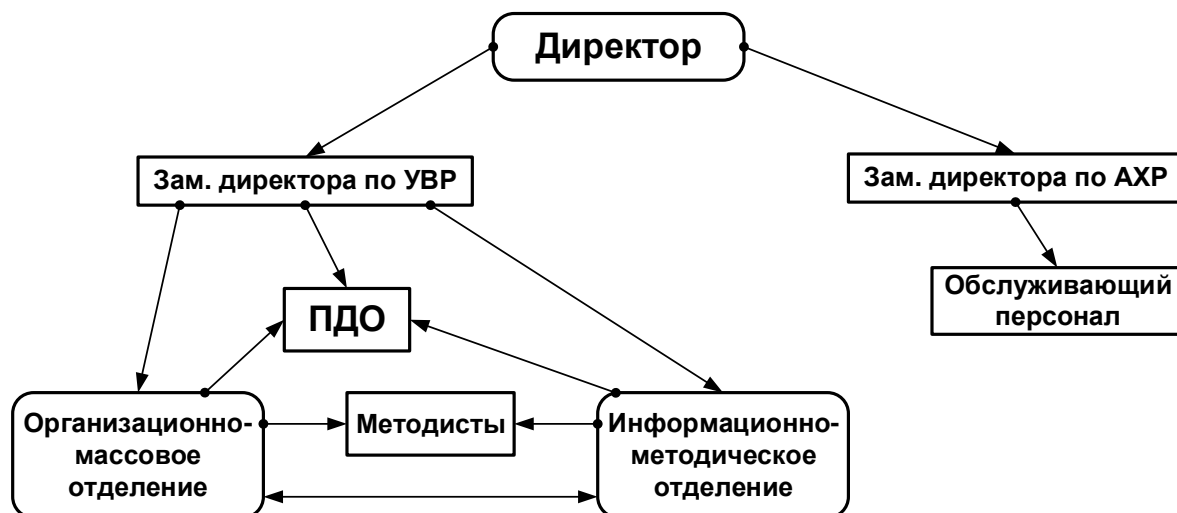 Директор
Зам. директора по УВР
Зам. директора по АХР
Обслуживающий
персонал
ПДО
Организационно-
массовое
отделение
Методисты
Информационно-
методическое
отделение